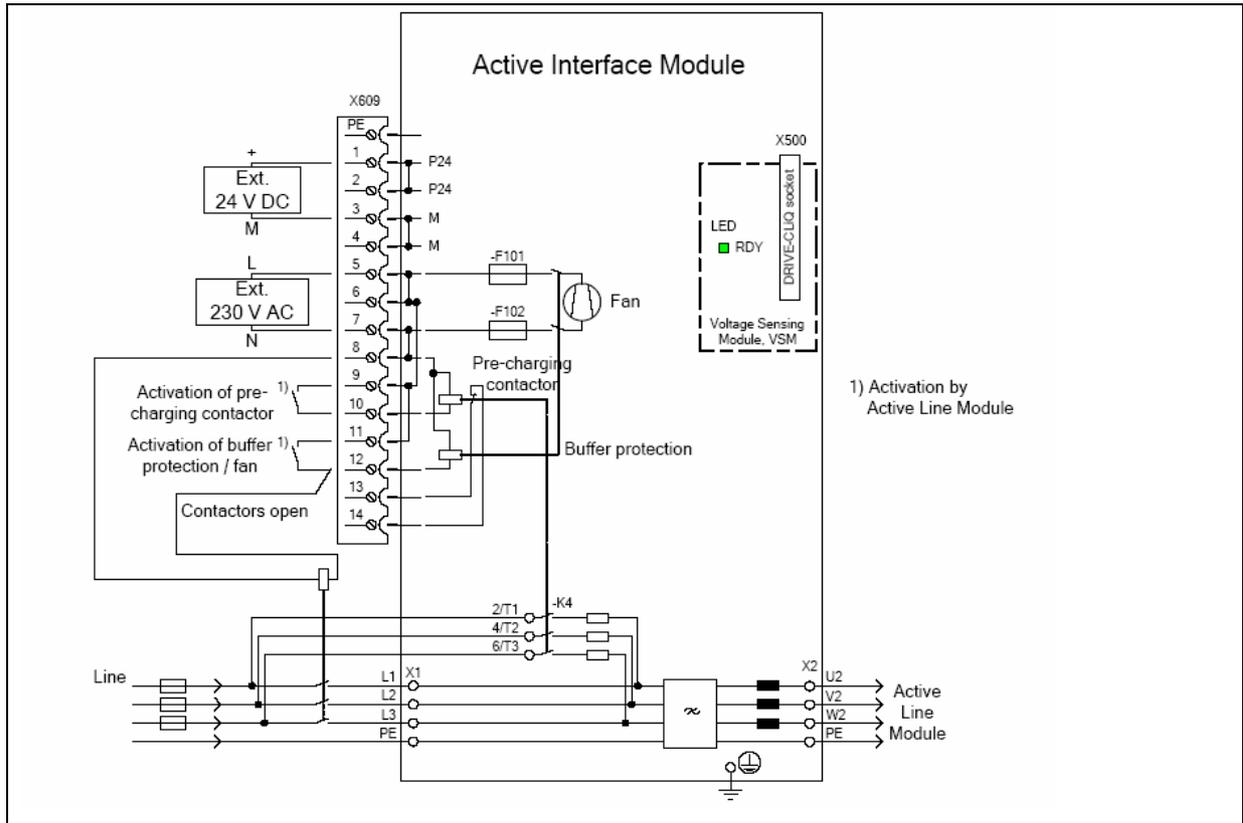 Active Interface Module
X609
PE
1
2
3
4
5
6
7
8
9
10
11
12
13
14
+
Ext.
24 V DC
M
L
Ext.
230 V AC
N
P24
P24
M
M
-F101
-F102
Fan
X500
DRIVE-CLiQ socket
LED
RDY
Voltage Sensing
Module, VSM
Activation of pre-
charging contactor
1)
Activation of buffer
protection / fan
1)
Contactors open
Pre-charging
contactor
Buffer protection
1) Activation by
Active Line Module
2/T1
4/T2
6/T3
-K4
Line
L1
L2
L3
PE
X1
X2
U2
V2
W2
PE
Active
Line
Module